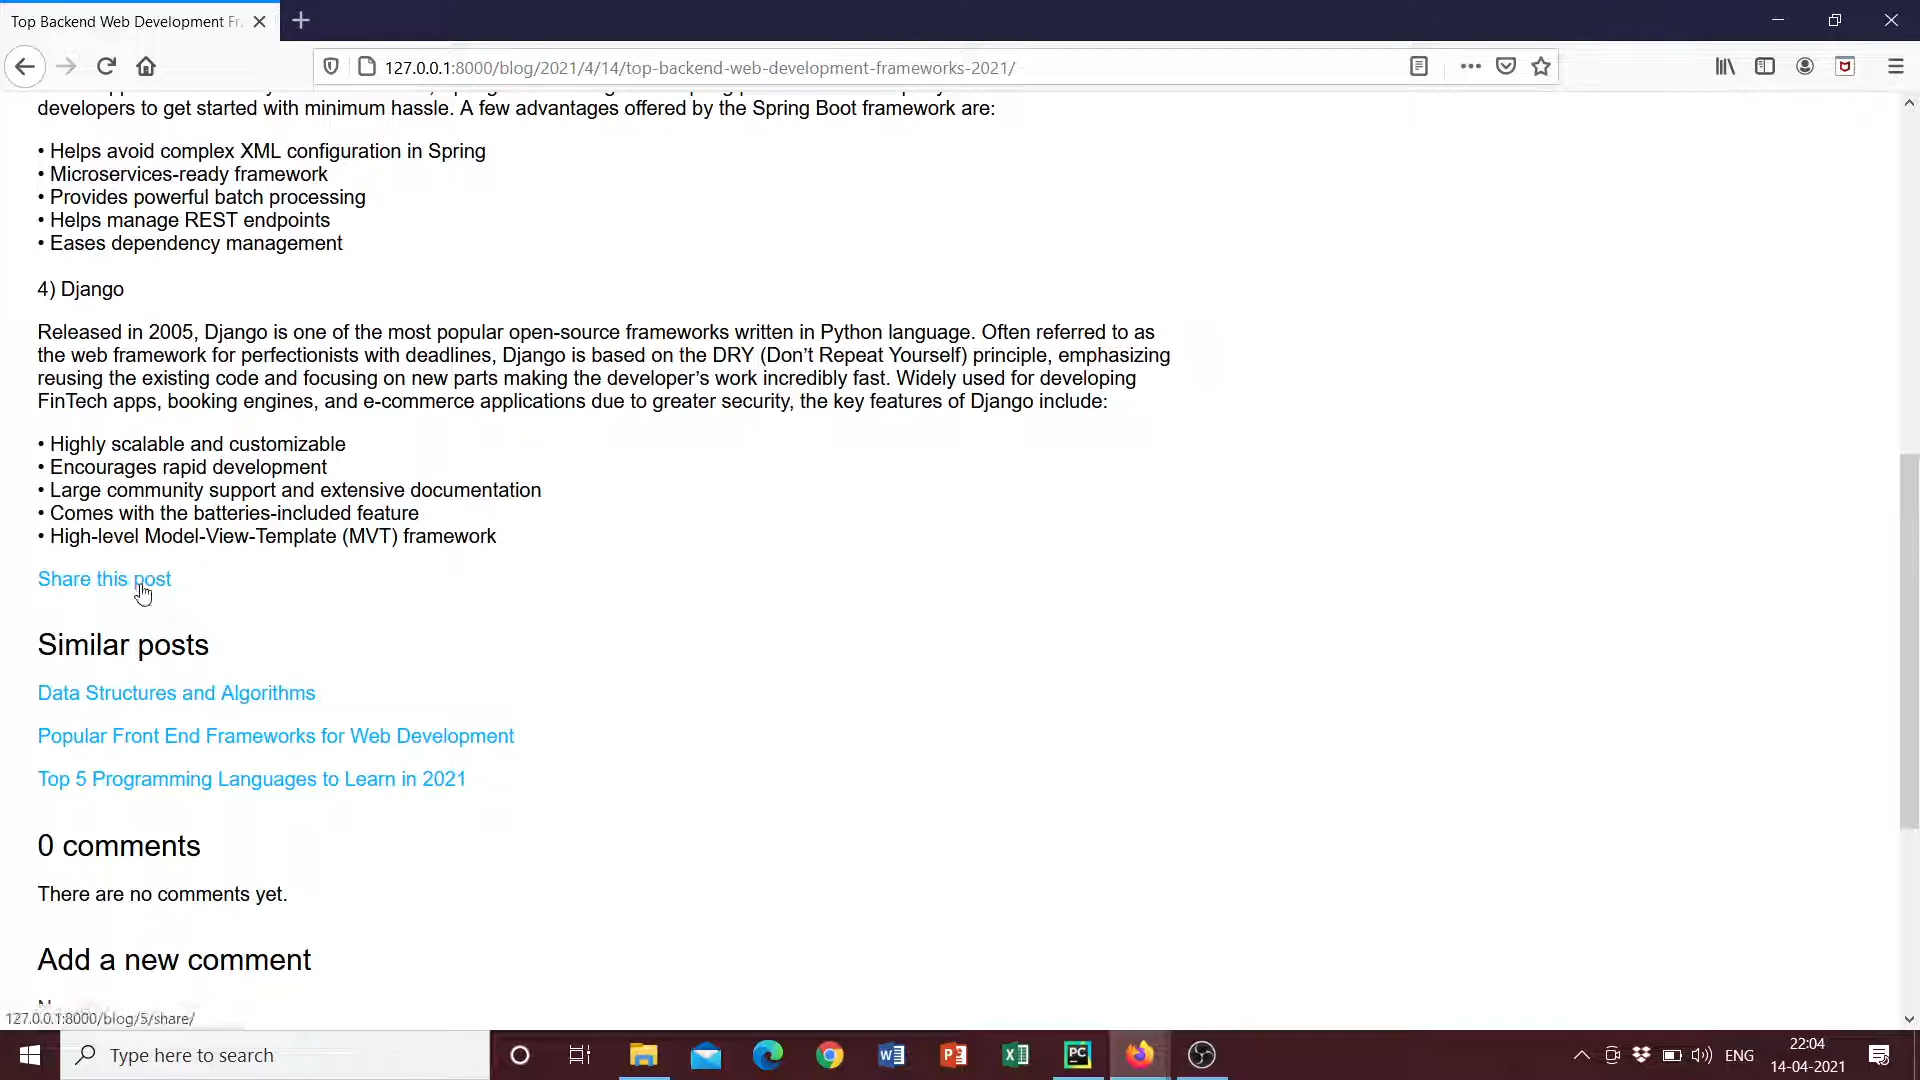 Top Backend Web Development Fr
127.0.0.1:8000/blog/2021/4/14/top-backend-web-development-frameworks-2021/
developers to get started with minimum hassle. A few advantages offered by the Spring Boot framework are:
• Helps avoid complex XML configuration in Spring
• Microservices-ready framework
• Provides powerful batch processing
• Helps manage REST endpoints
• Eases dependency management
4) Django
Released in 2005, Django is one of the most popular open-source frameworks written in Python language. Often referred to as
the web framework for perfectionists with deadlines, Django is based on the DRY (Don’t Repeat Yourself) principle, emphasizing
reusing the existing code and focusing on new parts making the developer’s work incredibly fast. Widely used for developing
FinTech apps, booking engines, and e-commerce applications due to greater security, the key features of Django include:
• Highly scalable and customizable
• Encourages rapid development
• Large community support and extensive documentation
• Comes with the batteries-included feature
• High-level Model-View-Template (MVT) framework
Share this post
Similar posts
Data Structures and Algorithms
Popular Front End Frameworks for Web Development
Top 5 Programming Languages to Learn in 2021
0 comments
There are no comments yet.
Add a new comment
127.0.0.1:8000/blog/5/share/
Type here to search
ENG
22:04
14-04-2021